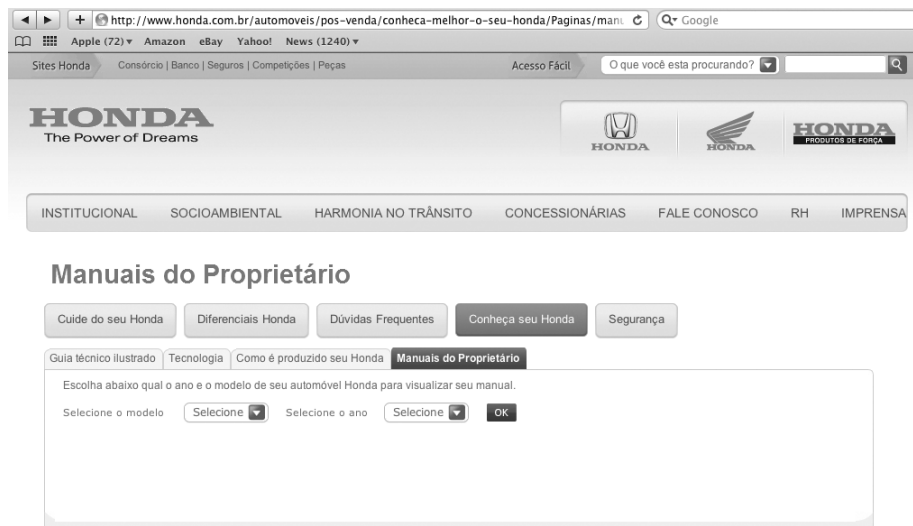 http://www.honda.com.br/automoveis/pos-venda/conheca-melhor-o-seu-honda/Paginas/manu Google
Apple (72) Amazon eBay Yahoo! News (1240)
Sites Honda Consórcio | Banco | Seguros | Competições | Peças Acesso Fácil O que você esta procurando?
HONDA
The Power of Dreams
HONDA HONDA HONDA
PRODUTOS DE FORÇA
INSTITUCIONAL SOCIOAMBIENTAL HARMONIA NO TRÂNSITO CONCESSIONÁRIAS FALE CONOSCO RH IMPRENSA
Manuais do Proprietário
Cuide do seu Honda Diferenciais Honda Dúvidas Frequentes Conheça seu Honda Segurança
Guia técnico ilustrado Tecnologia Como é produzido seu Honda Manuais do Proprietário
Escolha abaixo qual o ano e o modelo de seu automóvel Honda para visualizar seu manual.
Selecione o modelo Selecione Selecione o ano Selecione OK